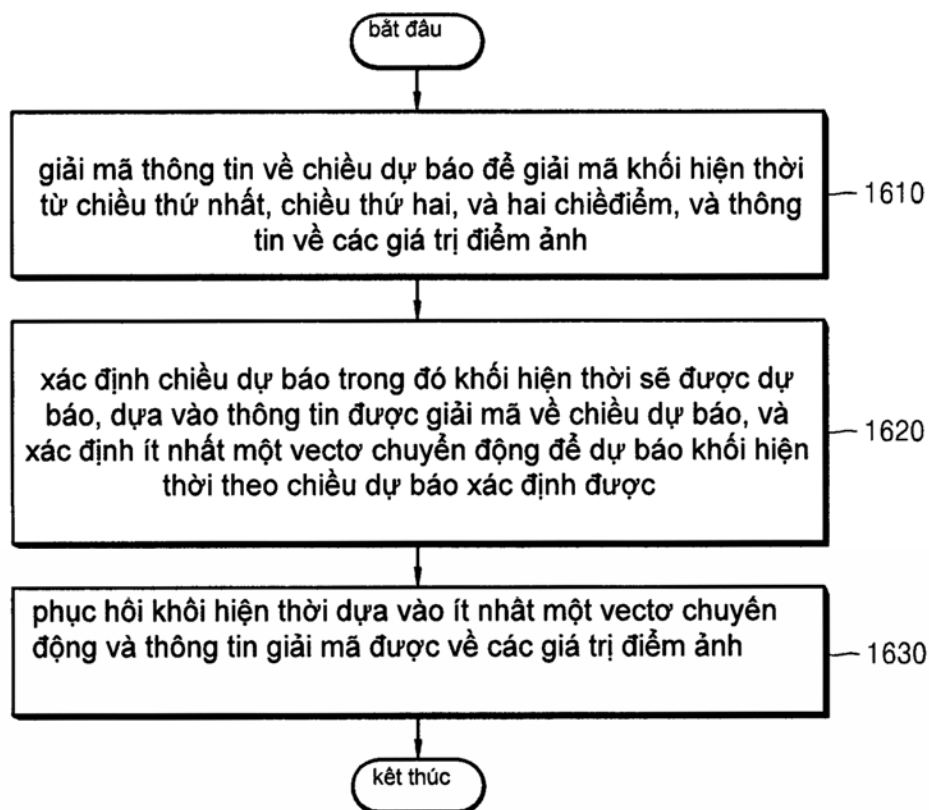 bắt đâu
giải mã thông tin về chiều dự báo để giải mã khối hiện thời
từ chiều thứ nhất, chiều thứ hai, và hai chiềđiểm, và thông
tin về các giá trị điểm ảnh
1610
xác định chiều dự báo trong đó khối hiện thời sẽ được dự
báo, dựa vào thông tin được giải mã về chiều dự báo, và
xác định ít nhất một vectơ chuyển động để dự báo khối hiện
thời theo chiều dự báo xác định được
1620
phục hồi khôi hiện thời dựa vào ít nhât một vectơ chuyển
động và thông tin giải mã được về các giá trị điểm ảnh
1630
kêt thúc